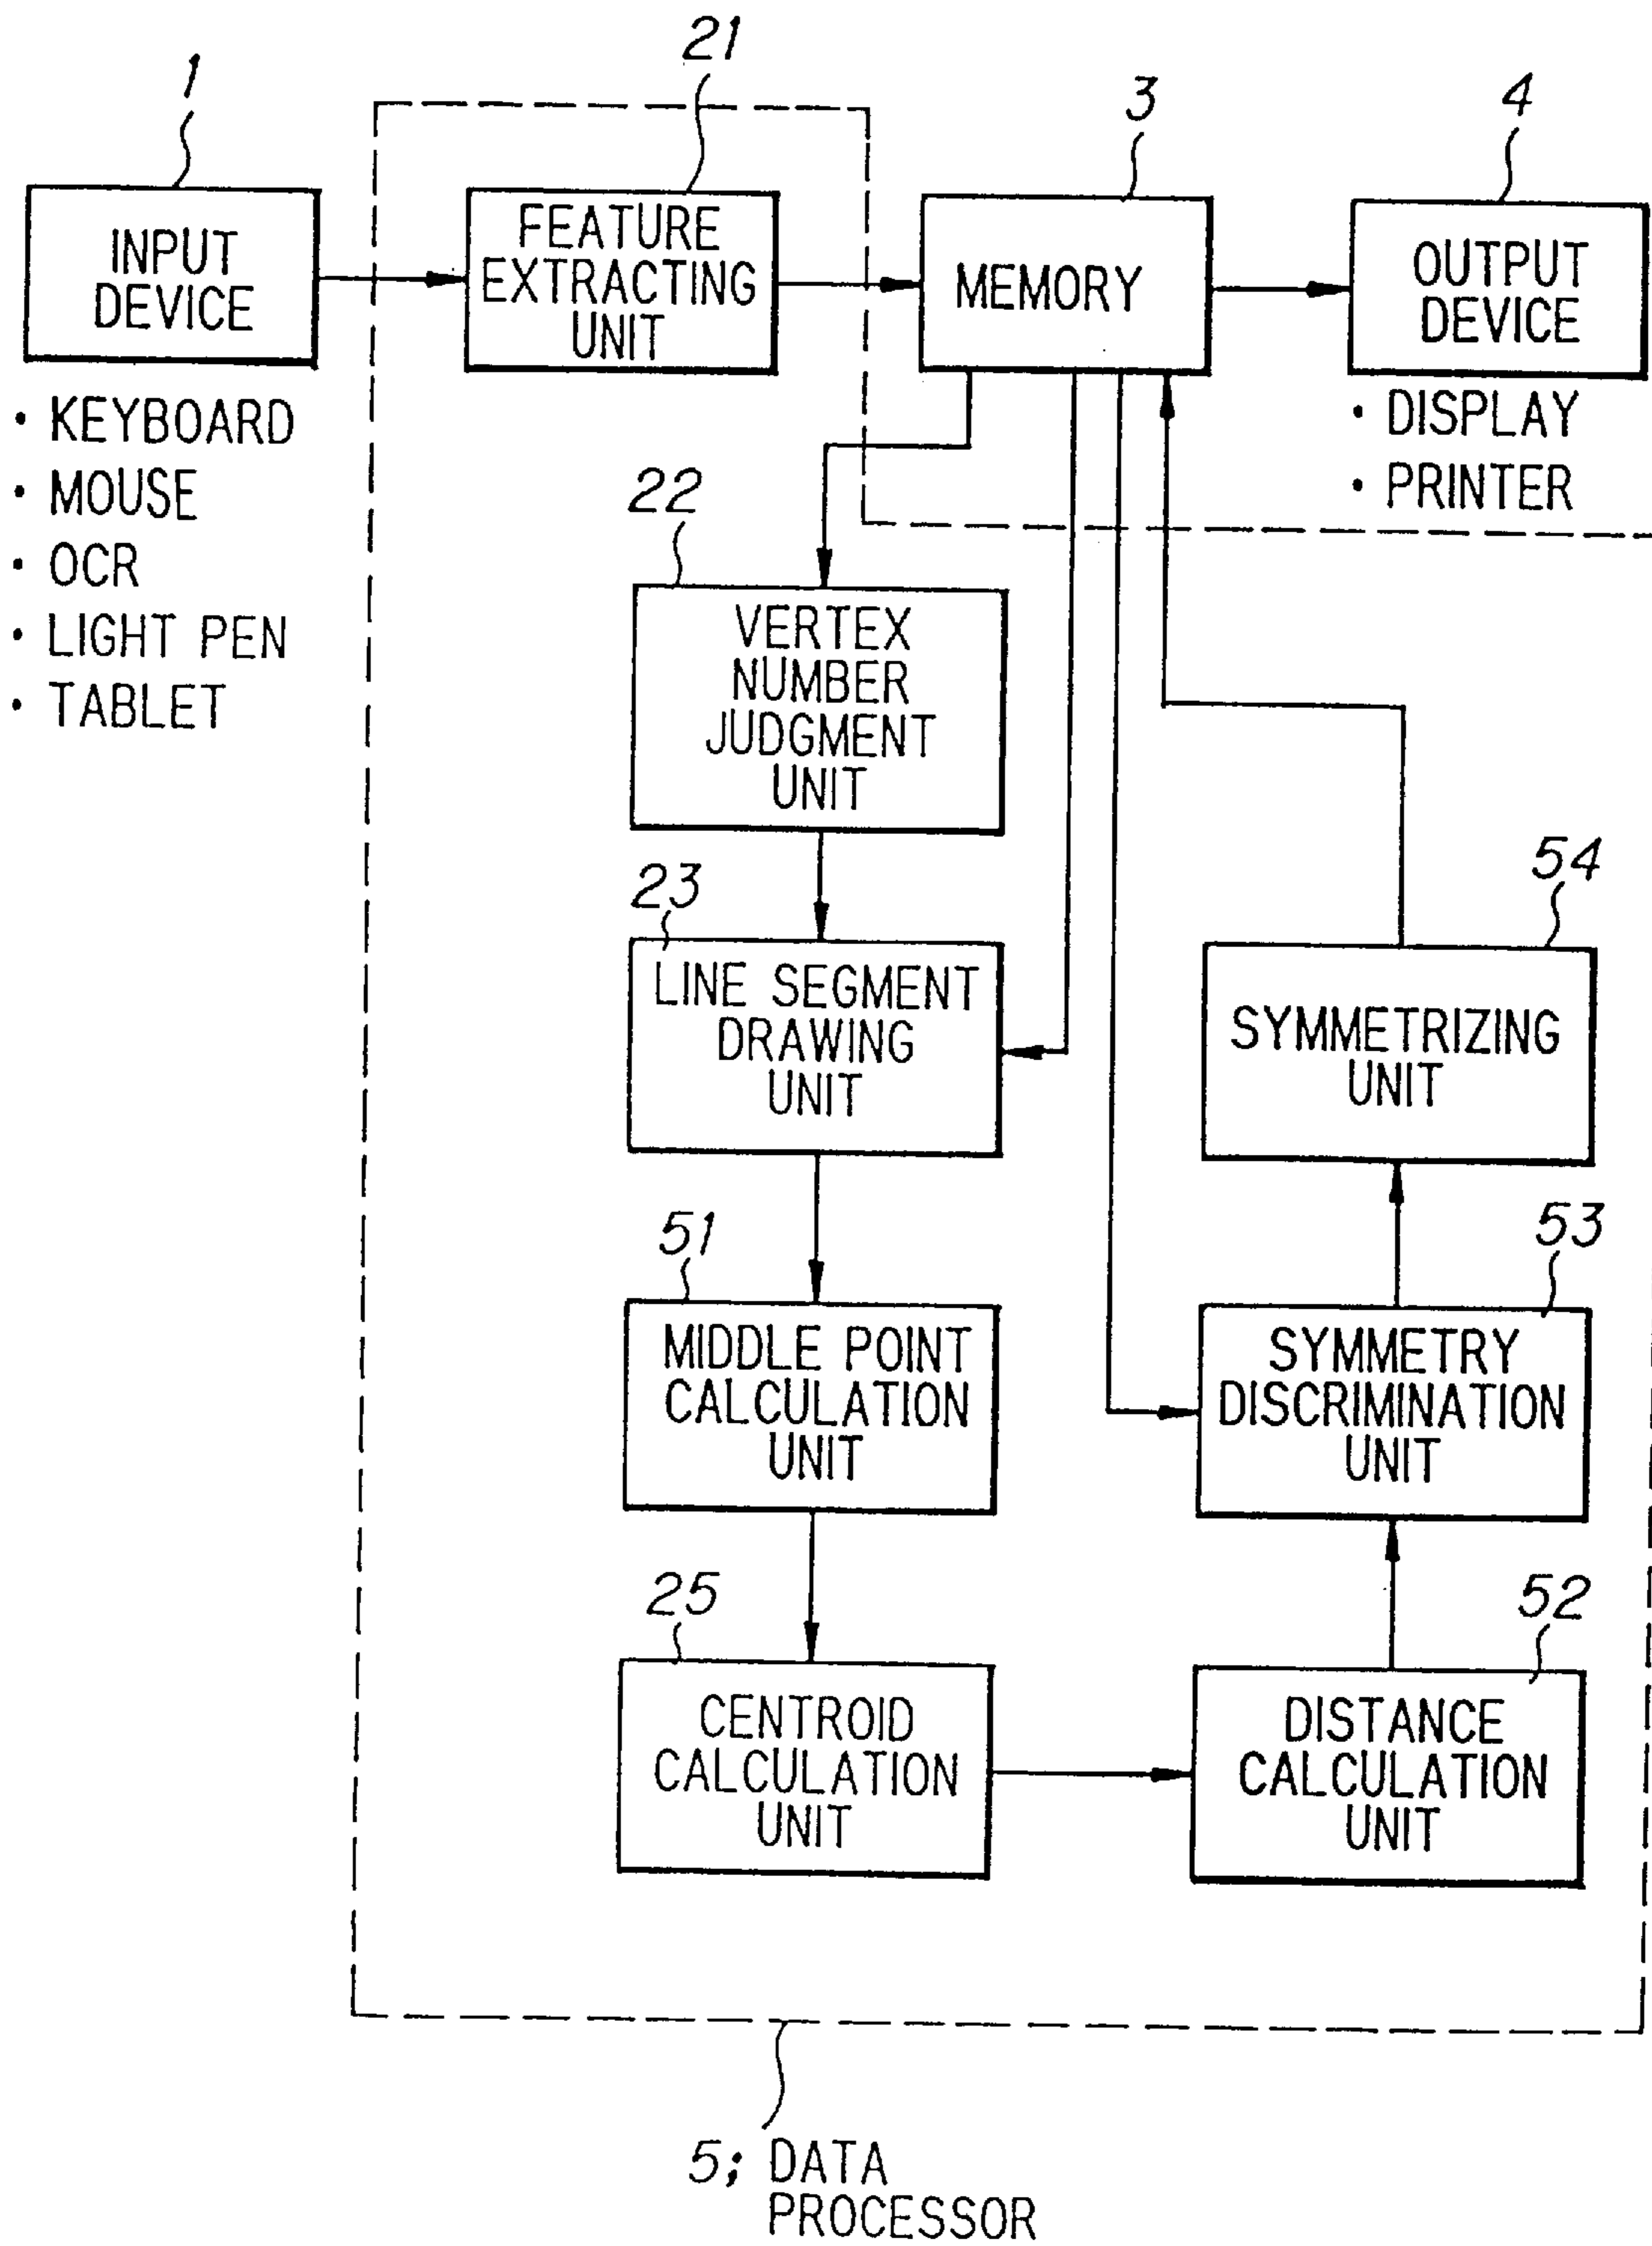 1
INPUT
DEVICE
· KEYBOARD
· MOUSE
· OCR
· LIGHT PEN
· TABLET
21
FEATURE
EXTRACTING
UNIT
3
MEMORY
4
OUTPUT
DEVICE
· DISPLAY
· PRINTER
22
VERTEX
NUMBER
JUDGMENT
UNIT
23
LINE SEGMENT
DRAWING
UNIT
51
MIDDLE POINT
CALCULATION
UNIT
25
CENTROID
CALCULATION
UNIT
52
DISTANCE
CALCULATION
UNIT
53
SYMMETRY
DISCRIMINATION
UNIT
54
SYMMETRIZING
UNIT
5; DATA
PROCESSOR